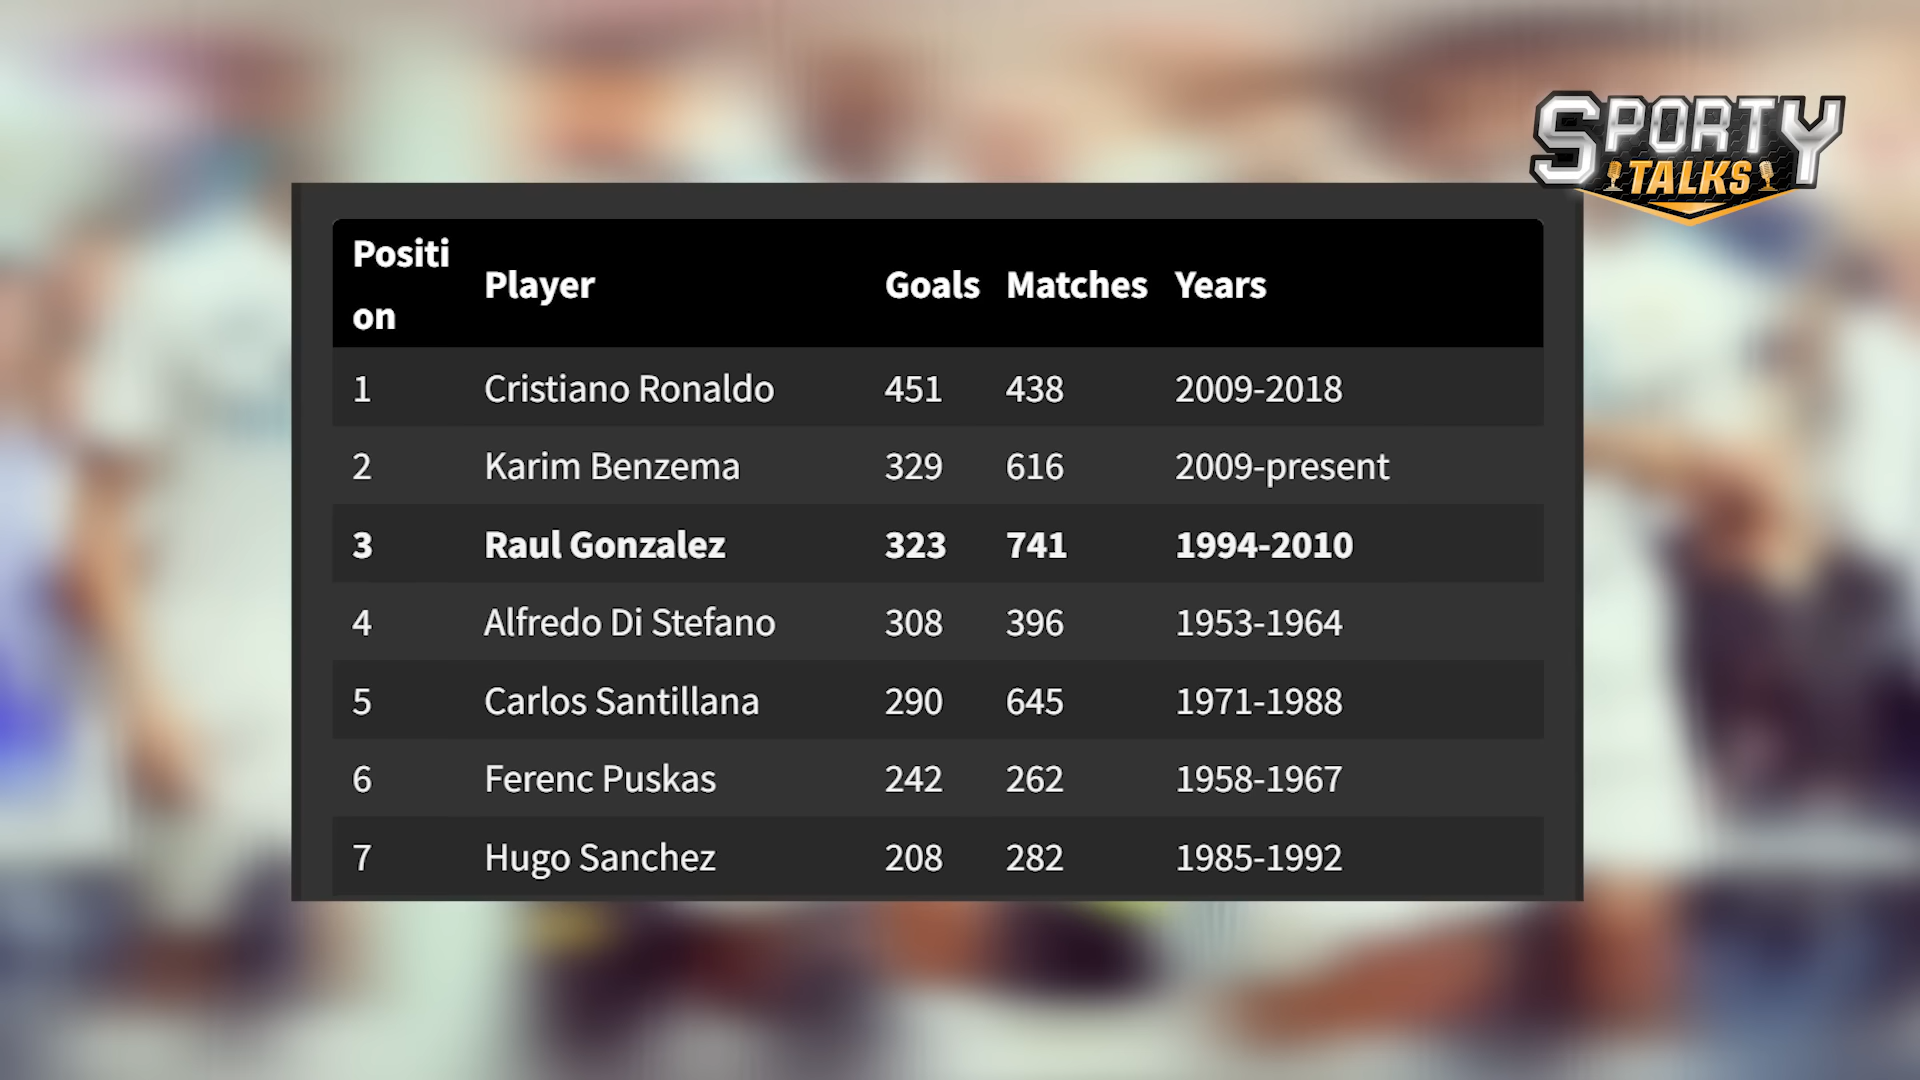 SPORTY
TALKS
Positi
on
Player
Goals
Matches
Years
1 Cristiano Ronaldo 451 438 2009-2018
2 Karim Benzema 329 616 2009-present
3 Raul Gonzalez 323 741 1994-2010
4 Alfredo Di Stefano 308 396 1953-1964
5 Carlos Santillana 290 645 1971-1988
6 Ferenc Puskas 242 262 1958-1967
7 Hugo Sanchez 208 282 1985-1992